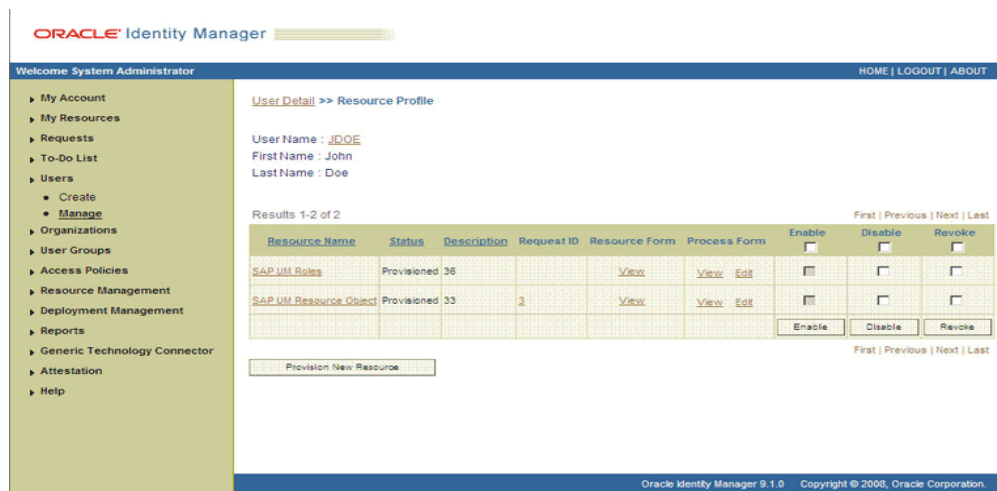 ORACLE® Identity Manager
Welcome System Administrator
HOME | LOGOUT | ABOUT
My Account
My Resources
Requests
To-Do List
Users
Create
Manage
Organizations
User Groups
Access Policies
Resource Management
Deployment Management
Reports
Generic Technology Connector
Attestation
Help
User Detail >> Resource Profile
User Name : JDOE
First Name : John
Last Name : Doe
Results 1-2 of 2
First | Previous | Next | Last
Resource Name Status Description Request ID Resource Form Process Form Enable Disable Revoke
SAP UM Roles Provisioned 36 View View Edit
SAP UM Resource Object Provisioned 33 3 View View Edit
Enable Disable Revoke
First | Previous | Next | Last
Provision New Resource
Oracle Identity Manager 9.1.0 Copyright © 2008, Oracle Corporation.